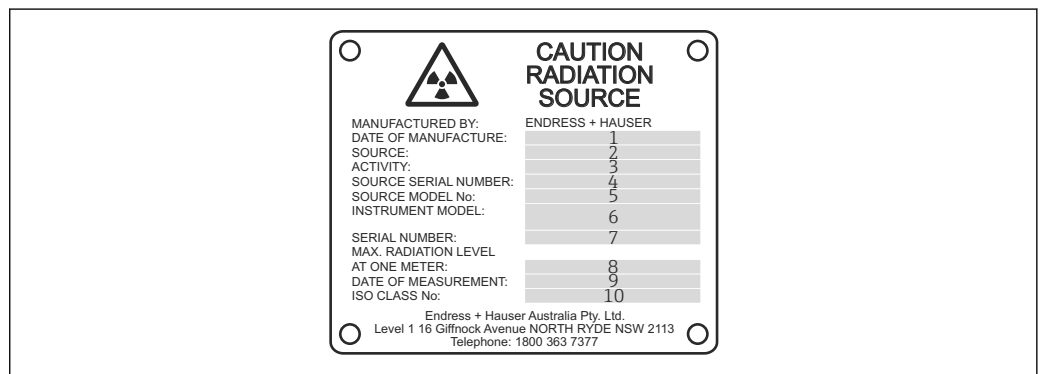 CAUTION
RADIATION
SOURCE
MANUFACTURED BY: ENDRESS + HAUSER
DATE OF MANUFACTURE: 1
SOURCE: 2
ACTIVITY: 3
SOURCE SERIAL NUMBER: 4
SOURCE MODEL No: 5
INSTRUMENT MODEL: 6
SERIAL NUMBER: 7
MAX. RADIATION LEVEL
AT ONE METER: 8
DATE OF MEASUREMENT: 9
ISO CLASS No: 10
Endress + Hauser Australia Pty. Ltd.
Level 1 16 Giffnock Avenue NORTH RYDE NSW 2113
Telephone: 1800 363 7377